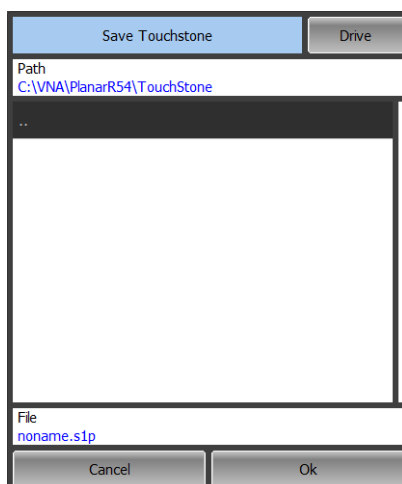 Save Touchstone
Drive
Path
C:\VNA\PlanarR54\TouchStone
..
File
noname.s1p
Cancel
Ok